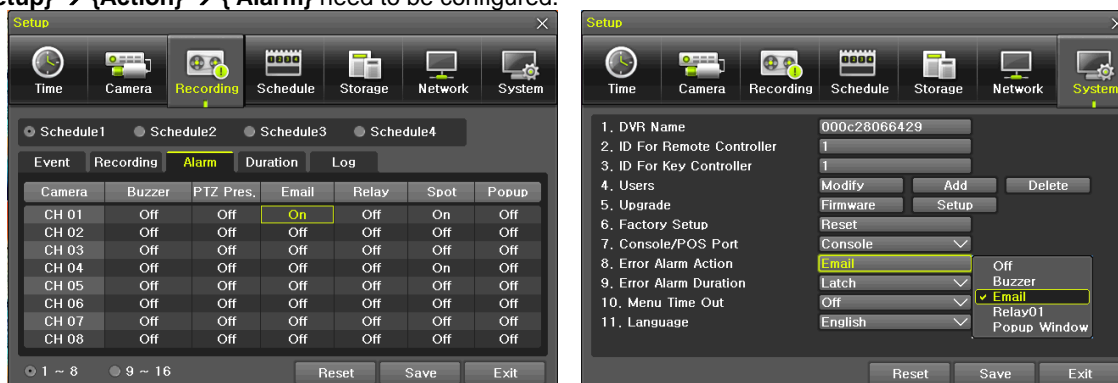 etup} → {Action} → { Alarm} need to be configured.
Setup
Time Camera Recording Schedule Storage Network System
Schedule1 Schedule2 Schedule3 Schedule4
Event Recording Alarm Duration Log
Camera Buzzer PTZ Pres. Email Relay Spot Popup
CH 01 Off Off On Off On Off
CH 02 Off Off Off Off Off Off
CH 03 Off Off Off Off Off Off
CH 04 Off Off Off Off On Off
CH 05 Off Off Off Off Off Off
CH 06 Off Off Off Off Off Off
CH 07 Off Off Off Off Off Off
CH 08 Off Off Off Off Off Off
1 ~ 8 9 ~ 16 Reset Save Exit
Setup
Time Camera Recording Schedule Storage Network System
1. DVR Name 000c28066429
2. ID For Remote Controller 1
3. ID For Key Controller 1
4. Users Modify Add Delete
5. Upgrade Firmware Setup
6. Factory Setup Reset
7. Console/POS Port Console
8. Error Alarm Action Email
9. Error Alarm Duration Latch
10. Menu Time Out Off
11. Language English
Off
Buzzer
Email
Relay01
Popup Window
Reset Save Exit